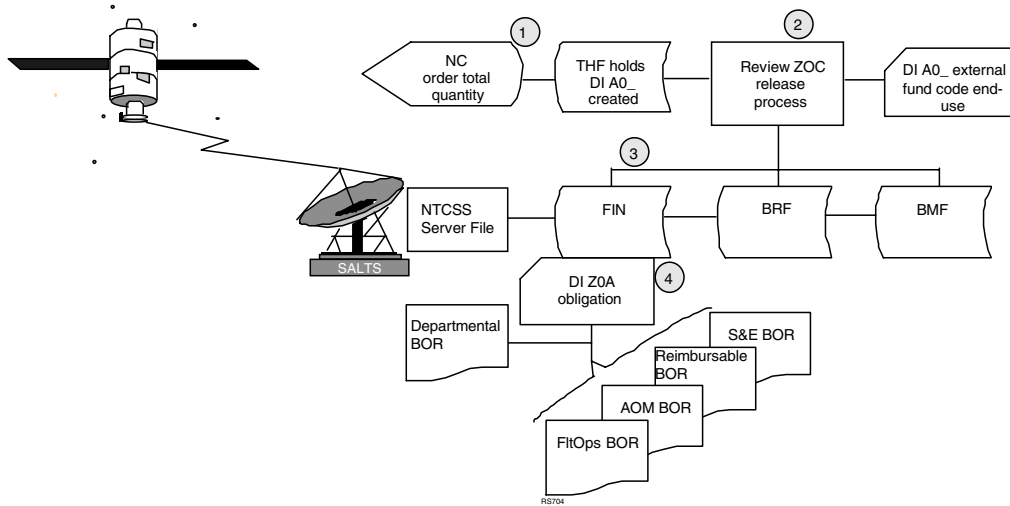 1
NC
order total
quantity
THF holds
DI A0_
created
2
Review ZOC
release
process
DI A0_ external
fund code end-
use
3
NTCSS
Server File
FIN
BRF
BMF
SALTS
DI Z0A
obligation
4
Departmental
BOR
S&E BOR
Reimbursable
BOR
AOM BOR
FltOps BOR
RS704